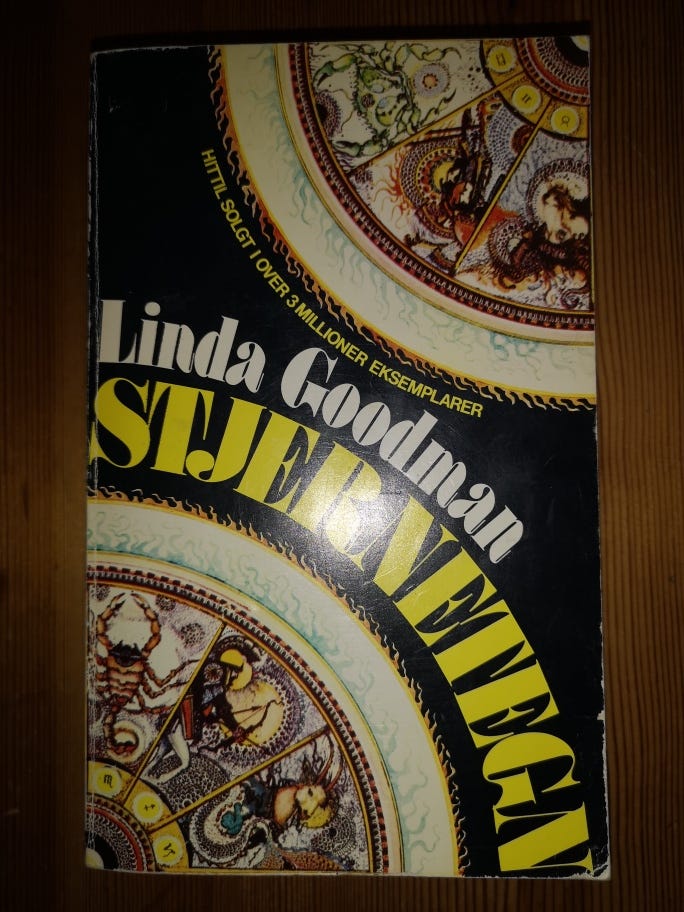 HITTIL SOLGT I OVER 3 MILLIONER EKSEMPLARER
Linda Goodman
STJERNETEGN